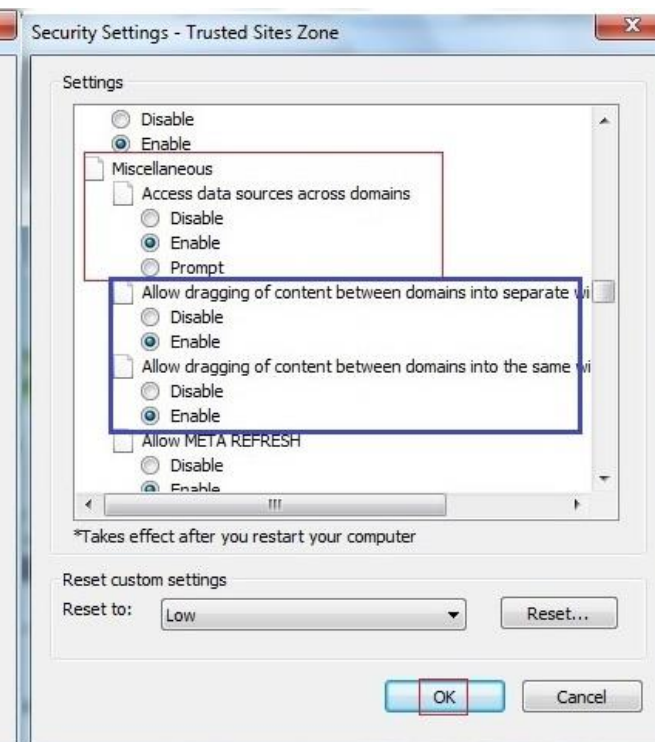 Security Settings - Trusted Sites Zone
Settings
Disable
Enable
Miscellaneous
Access data sources across domains
Disable
Enable
Prompt
Allow dragging of content between domains into separate wi
Disable
Enable
Allow dragging of content between domains into the same wi
Disable
Enable
Allow META REFRESH
Disable
Enable
*Takes effect after you restart your computer
Reset custom settings
Reset to: Low Reset...
OK Cancel